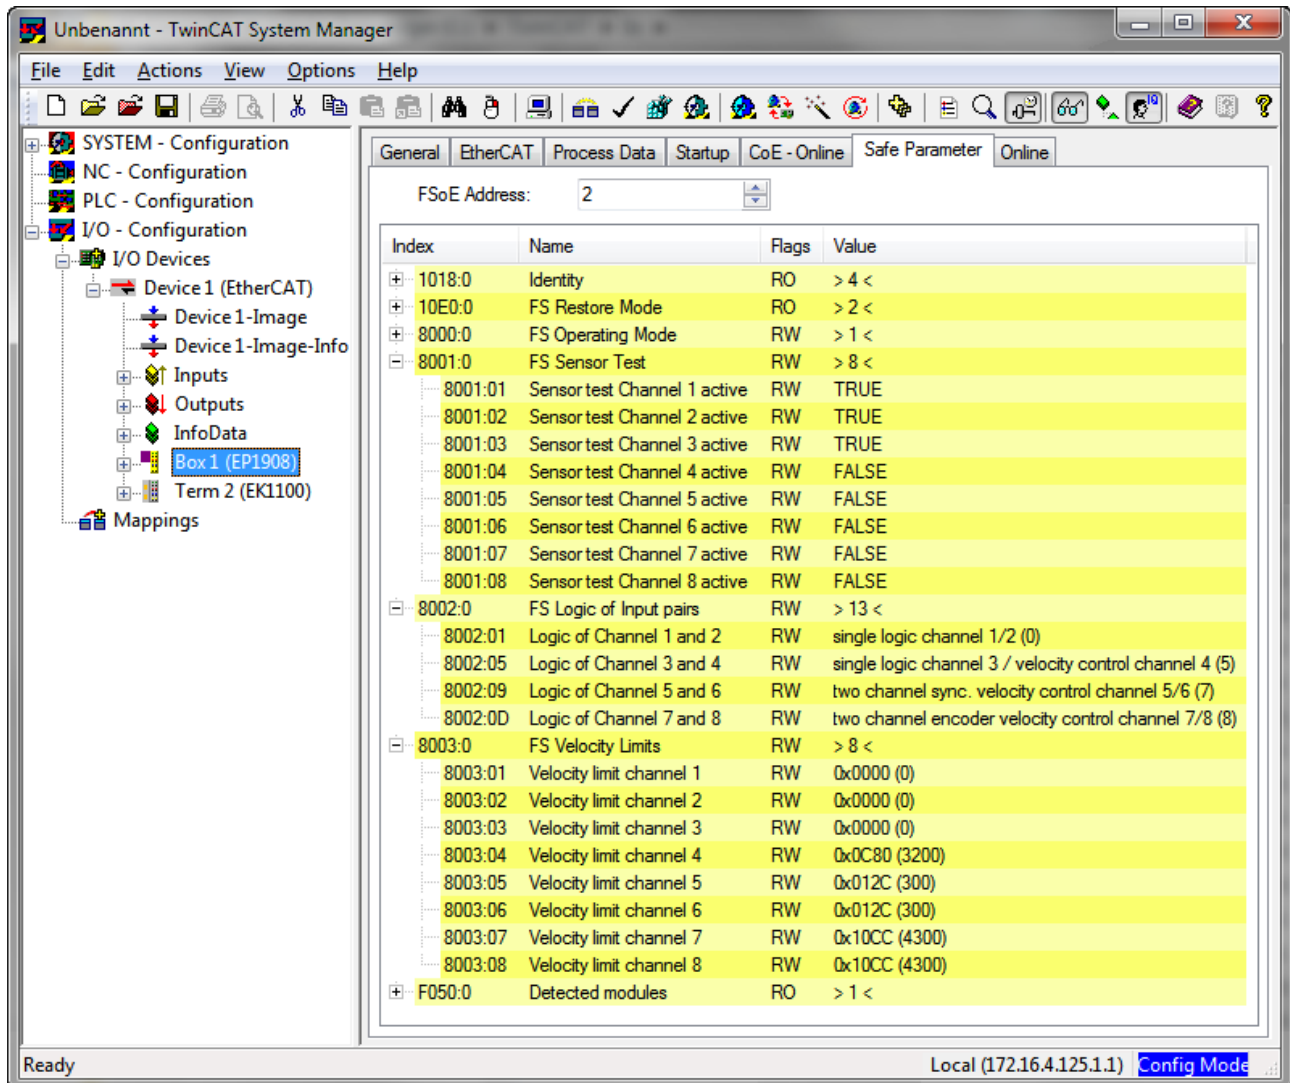 Unbenannt - TwinCAT System Manager
File Edit Actions View Options Help
SYSTEM - Configuration
NC - Configuration
PLC - Configuration
I/O - Configuration
I/O Devices
Device 1 (EtherCAT)
Device 1-Image
Device 1-Image-Info
Inputs
Outputs
InfoData
Box 1 (EP1908)
Term 2 (EK1100)
Mappings
General EtherCAT Process Data Startup CoE - Online Safe Parameter Online
FSoE Address: 2
Index Name Flags Value
1018:0 Identity RO > 4 <
10E0:0 FS Restore Mode RO > 2 <
8000:0 FS Operating Mode RW > 1 <
8001:0 FS Sensor Test RW > 8 <
8001:01 Sensor test Channel 1 active RW TRUE
8001:02 Sensor test Channel 2 active RW TRUE
8001:03 Sensor test Channel 3 active RW TRUE
8001:04 Sensor test Channel 4 active RW FALSE
8001:05 Sensor test Channel 5 active RW FALSE
8001:06 Sensor test Channel 6 active RW FALSE
8001:07 Sensor test Channel 7 active RW FALSE
8001:08 Sensor test Channel 8 active RW FALSE
8002:0 FS Logic of Input pairs RW > 13 <
8002:01 Logic of Channel 1 and 2 RW single logic channel 1/2 (0)
8002:05 Logic of Channel 3 and 4 RW single logic channel 3 / velocity control channel 4 (5)
8002:09 Logic of Channel 5 and 6 RW two channel sync. velocity control channel 5/6 (7)
8002:0D Logic of Channel 7 and 8 RW two channel encoder velocity control channel 7/8 (8)
8003:0 FS Velocity Limits RW > 8 <
8003:01 Velocity limit channel 1 RW 0x0000 (0)
8003:02 Velocity limit channel 2 RW 0x0000 (0)
8003:03 Velocity limit channel 3 RW 0x0000 (0)
8003:04 Velocity limit channel 4 RW 0x0C80 (3200)
8003:05 Velocity limit channel 5 RW 0x012C (300)
8003:06 Velocity limit channel 6 RW 0x012C (300)
8003:07 Velocity limit channel 7 RW 0x10CC (4300)
8003:08 Velocity limit channel 8 RW 0x10CC (4300)
F050:0 Detected modules RO > 1 <
Ready Local (172.16.4.125.1.1) Config Mode